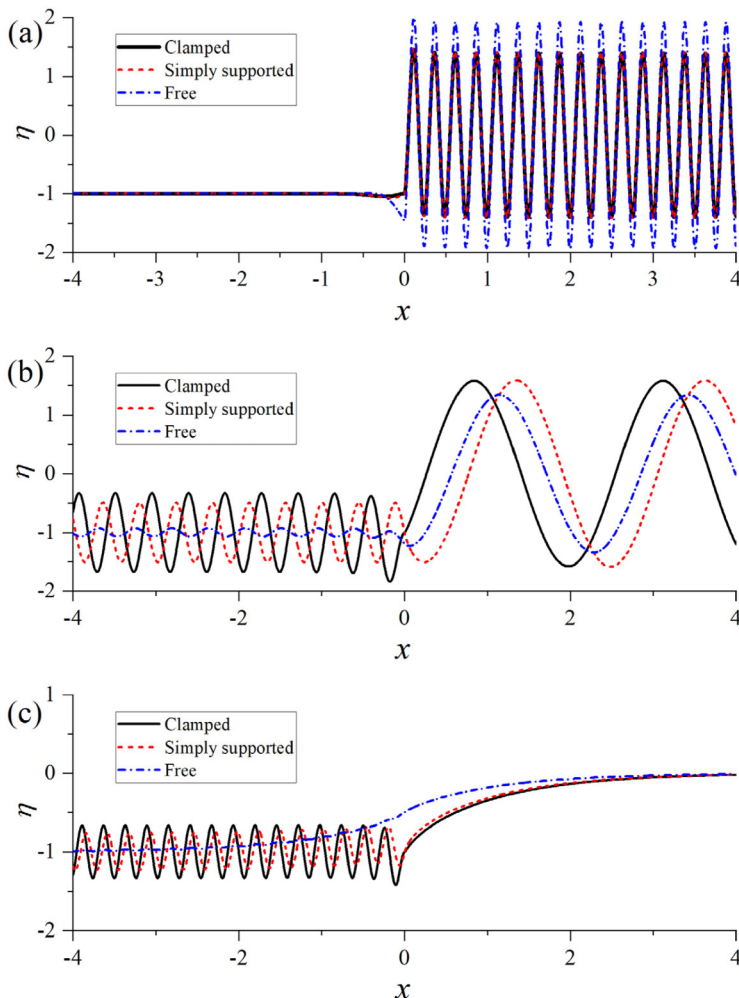 (a)
2
1
0
-1
-2
η
Clamped
Simply supported
Free
-4 -3 -2 -1 0 1 2 3 4
x
(b)
2
1
0
-1
-2
η
Clamped
Simply supported
Free
-4 -2 0 2 4
x
(c)
1
0
-1
-2
η
Clamped
Simply supported
Free
-4 -2 0 2 4
x